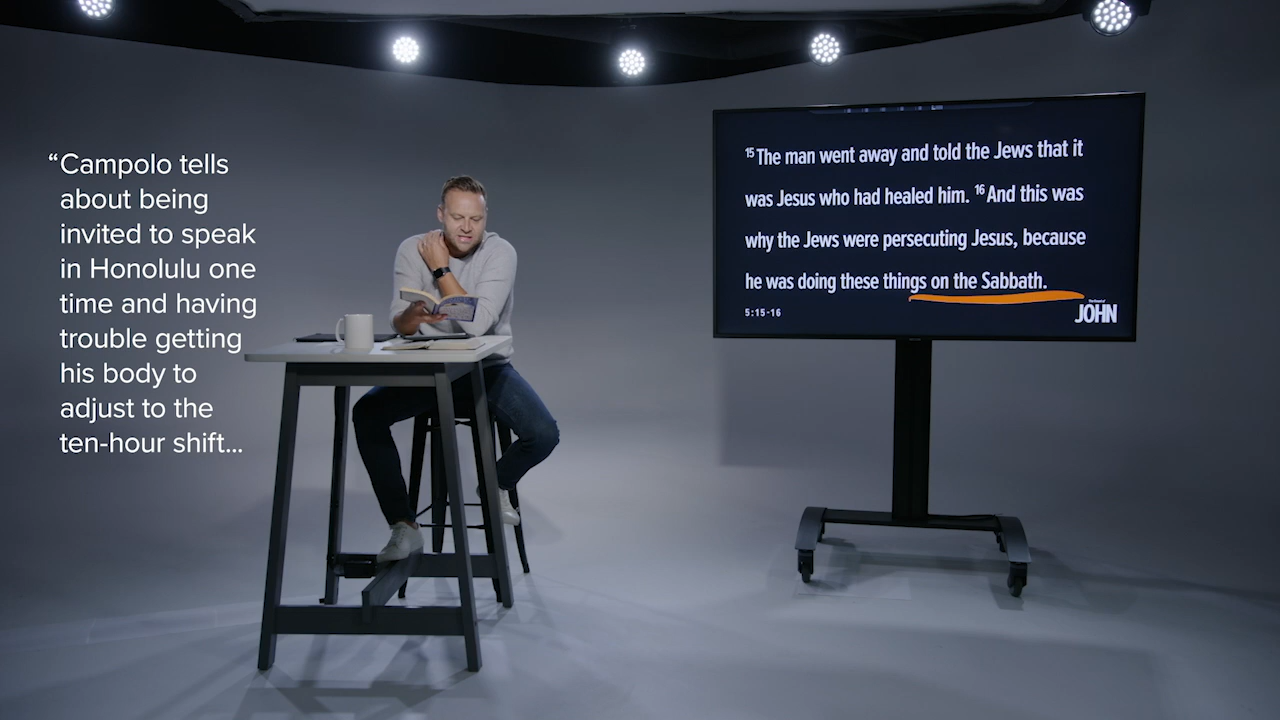 “Campolo tells
about being
invited to speak
in Honolulu one
time and having
trouble getting
his body to
adjust to the
ten-hour shift...
15 The man went away and told the Jews that it
was Jesus who had healed him. 16 And this was
why the Jews were persecuting Jesus, because
he was doing these things on the Sabbath.
5:15-16
The Gospel of
JOHN